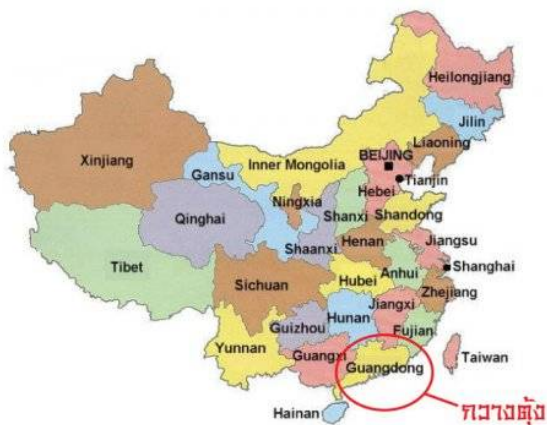 Heilongjiang
Jilin
Liaoning
Xinjiang
Inner Mongolia
BEIJING
Gansu
Tianjin
Hebei
Ningxia
Shanxi
Shandong
Qinghai
Shaanxi
Henan
Jiangsu
Tibet
Shanghai
Anhui
Sichuan
Hubei
Zhejiang
Jiangxi
Hunan
Guizhou
Fujian
Yunnan
Guangxi
Guangdong
Taiwan
Hainan
กวางตุ้ง